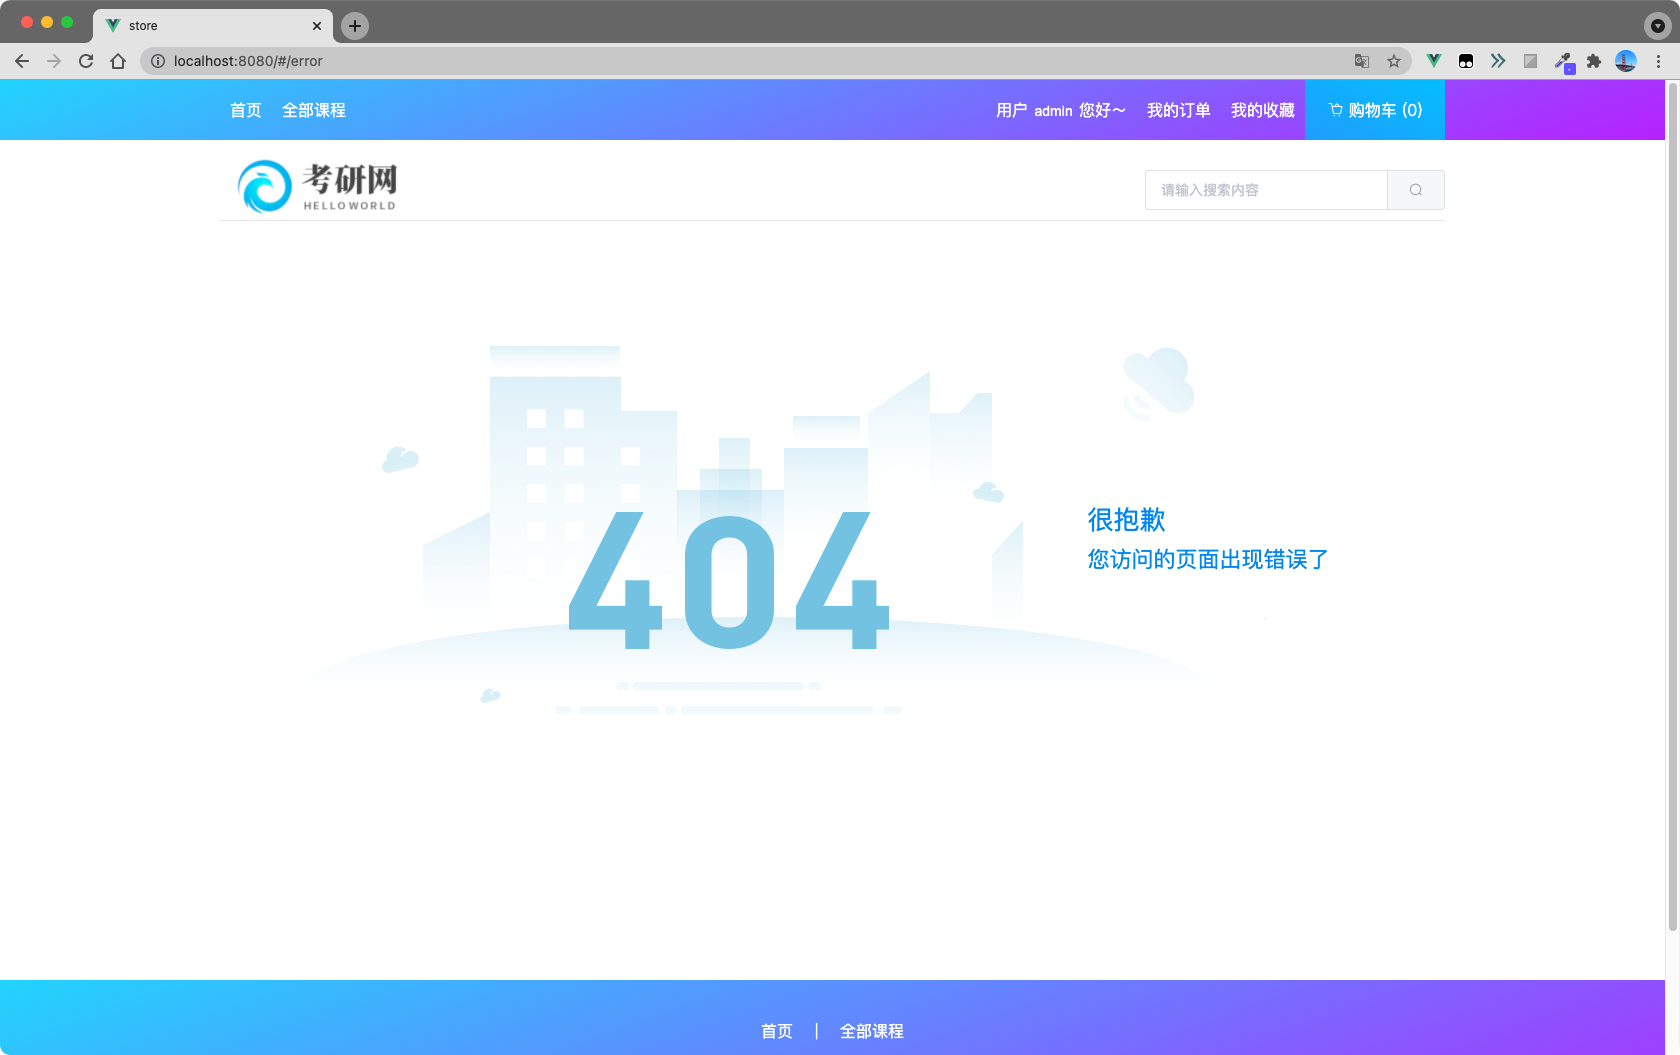 store
localhost:8080/#/error
首页 全部课程 用户 admin 您好~ 我的订单 我的收藏 购物车 (0)
考研网
HELLOWORLD
请输入搜索内容
404
很抱歉
您访问的页面出现错误了
首页 | 全部课程